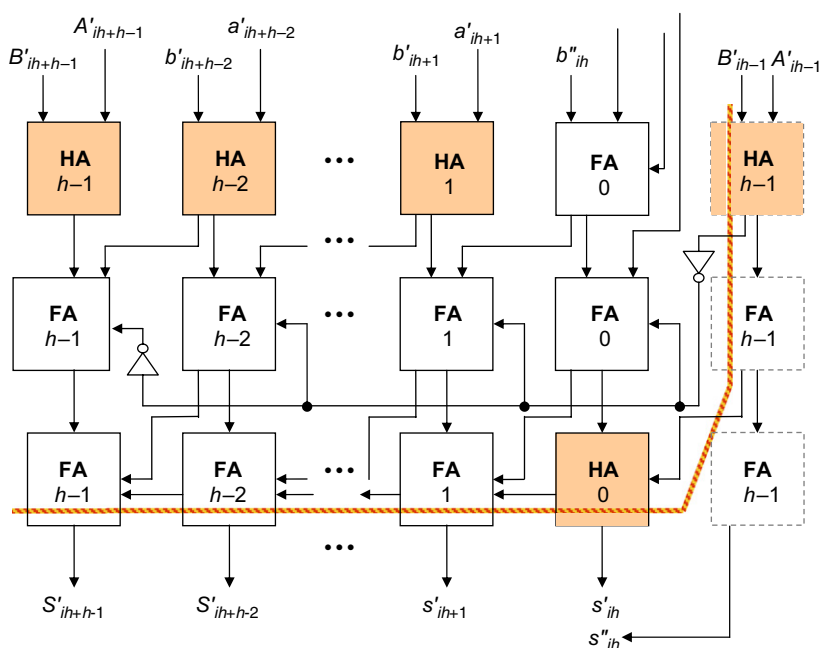 A′ih+h–1 a′ih+h–2 a′ih+1
B′ih+h–1 b′ih+h–2 b′ih+1 b″ih B′ih–1 A′ih–1
HA HA ••• HA FA HA
h–1 h–2 1 0 h–1
•••
FA FA ••• FA FA FA
h–1 h–2 1 0 h–1
FA FA ••• FA HA FA
h–1 h–2 1 0 h–1
•••
S′ih+h-1 S′ih+h-2 s′ih+1 s′ih
s″ih